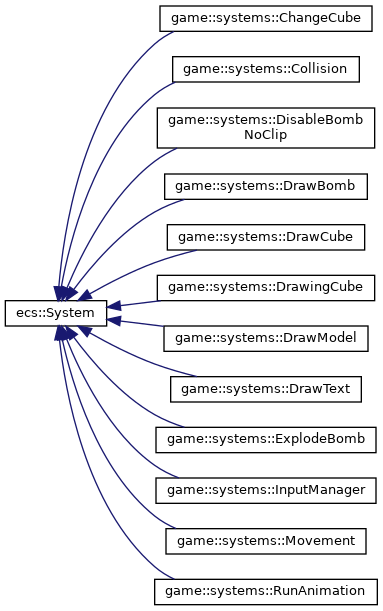 game::systems::ChangeCube
game::systems::Collision
game::systems::DisableBomb
NoClip
game::systems::DrawBomb
game::systems::DrawCube
game::systems::DrawingCube
ecs::System
game::systems::DrawModel
game::systems::DrawText
game::systems::ExplodeBomb
game::systems::InputManager
game::systems::Movement
game::systems::RunAnimation